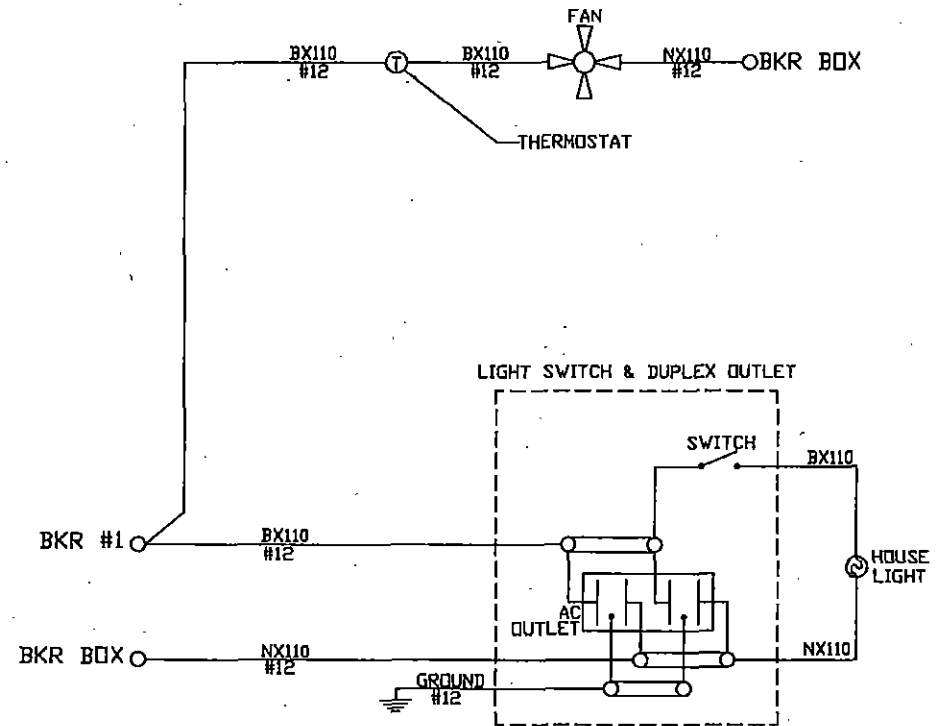 FAN
BX110
#12
T
BX110
#12
NX110
#12
BKR BOX
THERMOSTAT
LIGHT SWITCH & DUPLEX OUTLET
SWITCH
BX110
BKR #1
BX110
#12
HOUSE
LIGHT
AC
OUTLET
BKR BOX
NX110
#12
NX110
GROUND
#12